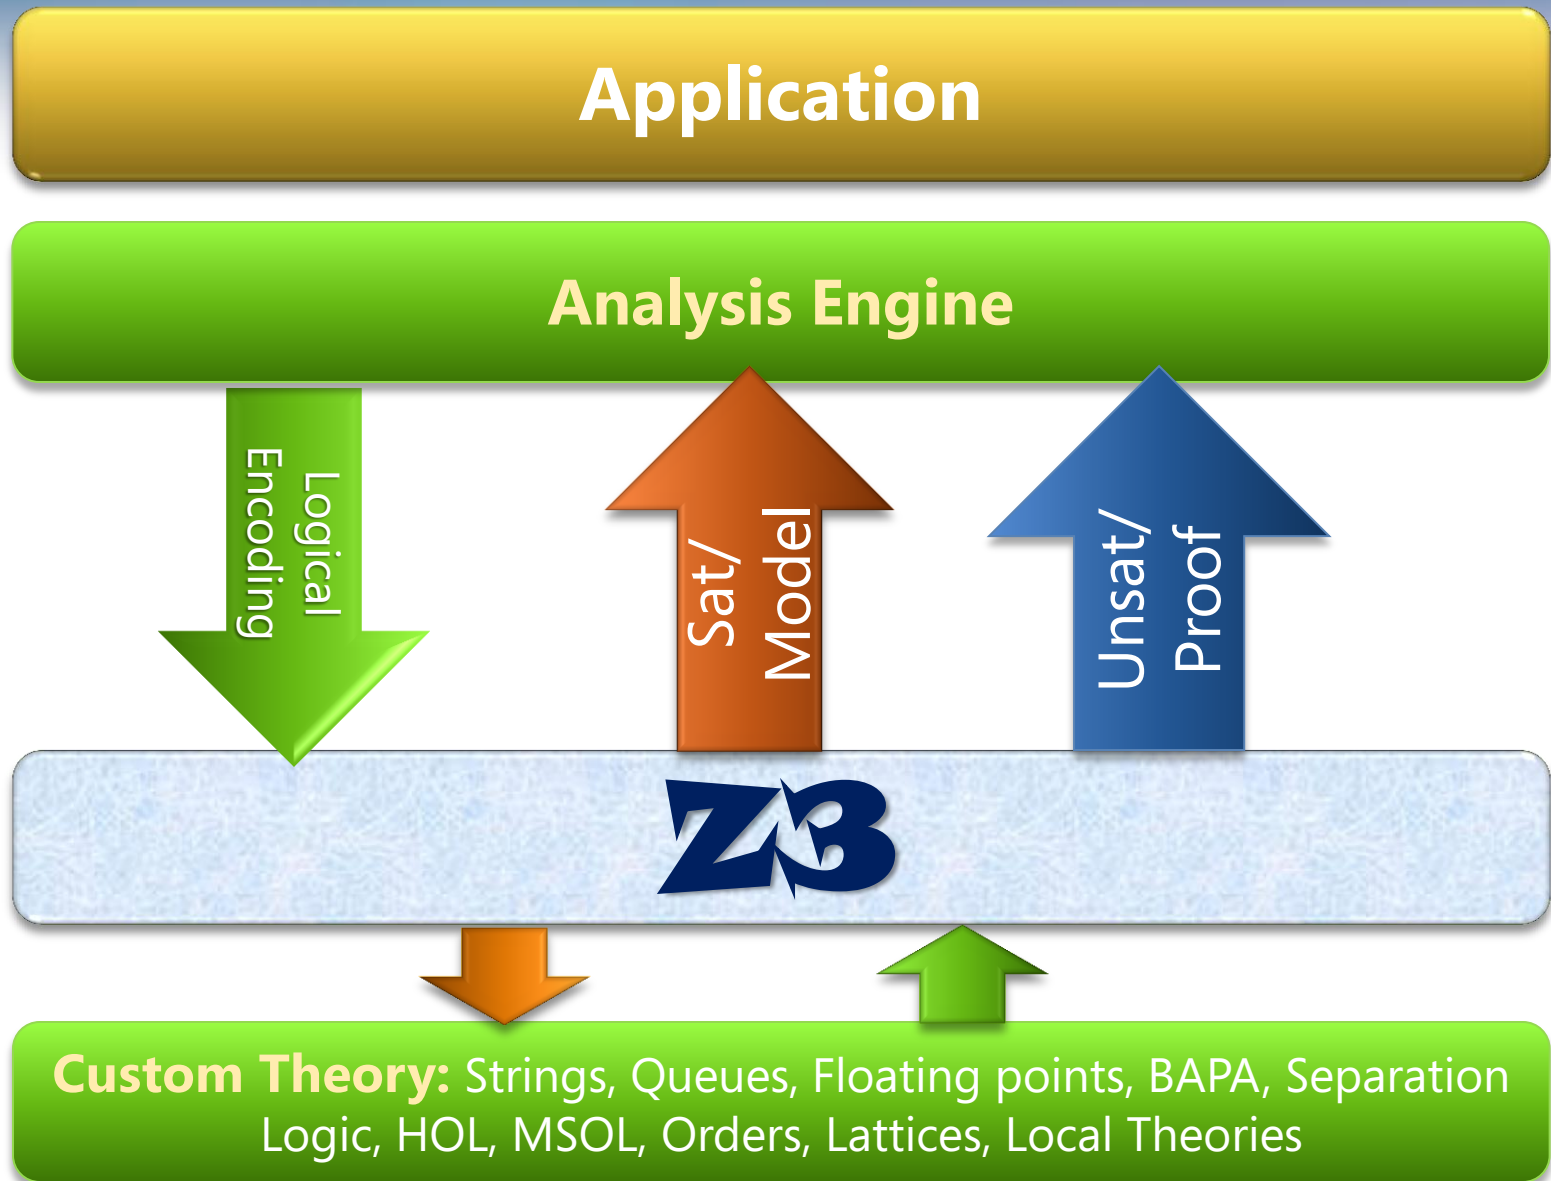 Application
Analysis Engine
Logical
Encoding
Sat/
Model
Unsat/
Proof
Z3
Custom Theory: Strings, Queues, Floating points, BAPA, Separation
Logic, HOL, MSOL, Orders, Lattices, Local Theories